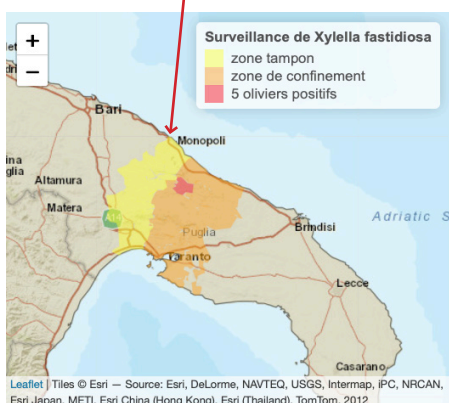 +
−
Surveillance de Xylella fastidiosa
zone tampon
zone de confinement
5 oliviers positifs
Bari
Monopoli
Altamura
Matera
A14
Puglia
Brindisi
Adriatic S
Taranto
Lecce
Casarano
Leaflet | Tiles © Esri — Source: Esri, DeLorme, NAVTEQ, USGS, Intermap, iPC, NRCAN,
Esri Japan, METI, Esri China (Hong Kong), Esri (Thailand), TomTom, 2012